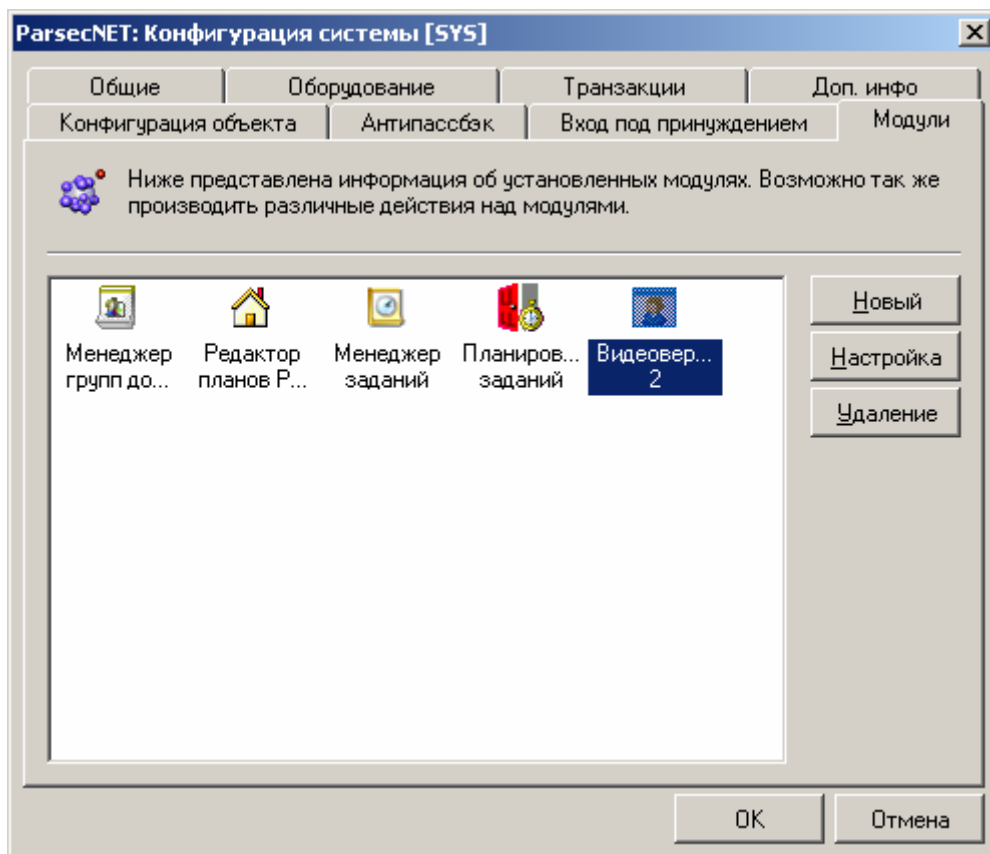 ParsecNET: Конфигурация системы [SYS]
Общие
Оборудование
Транзакции
Доп. инфо
Конфигурация объекта
Антипассбэк
Вход под принуждением
Модули
Ниже представлена информация об установленных модулях. Возможно так же
производить различные действия над модулями.
Менеджер
групп до...
Редактор
планов P...
Менеджер
заданий
Планиров...
заданий
Видеовер...
2
Новый
Настройка
Удаление
OK
Отмена